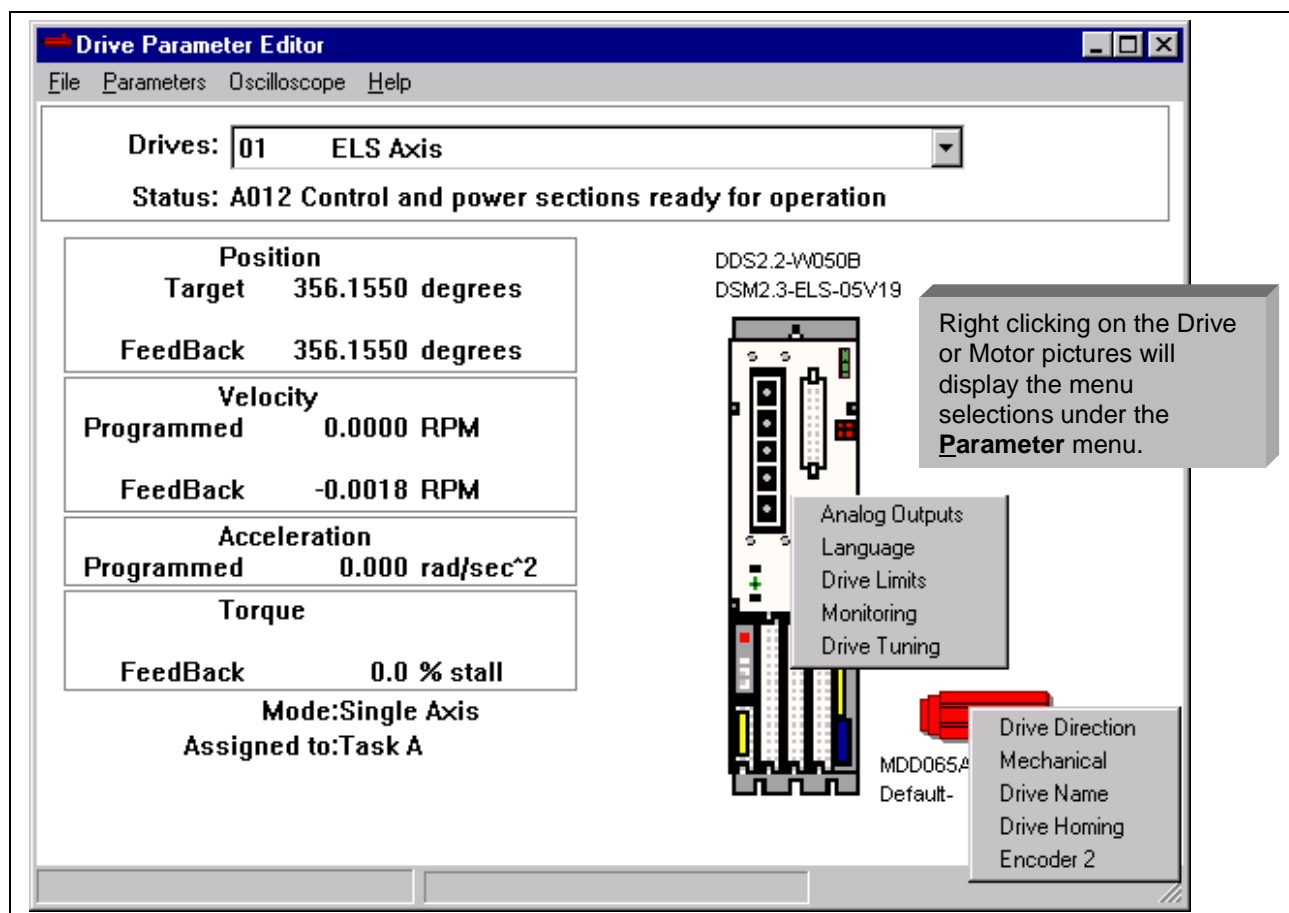 Drive Parameter Editor
File Parameters Oscilloscope Help
Drives: 01 ELS Axis
Status: A012 Control and power sections ready for operation
Position
Target 356.1550 degrees
FeedBack 356.1550 degrees
Velocity
Programmed 0.0000 RPM
FeedBack -0.0018 RPM
Acceleration
Programmed 0.000 rad/sec^2
Torque
FeedBack 0.0 % stall
Mode:Single Axis
Assigned to:Task A
DDS2.2-W050B
DSM2.3-ELS-05V19
Right clicking on the Drive
or Motor pictures will
display the menu
selections under the
Parameter menu.
Analog Outputs
Language
Drive Limits
Monitoring
Drive Tuning
MDD065A
Default-
Drive Direction
Mechanical
Drive Name
Drive Homing
Encoder 2